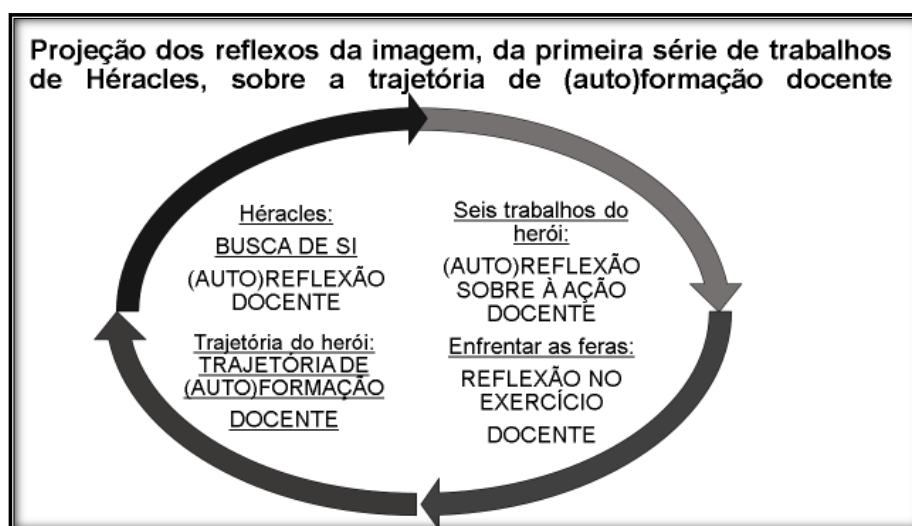 Projeção dos reflexos da imagem, da primeira série de trabalhos
de Héracles, sobre a trajetória de (auto)formação docente
Héracles:
BUSCA DE SI
(AUTO)REFLEXÃO
DOCENTE
Seis trabalhos do
herói:
(AUTO)REFLEXÃO
SOBRE À AÇÃO
DOCENTE
Trajetória do herói:
TRAJETÓRIA DE
(AUTO)FORMAÇÃO
DOCENTE
Enfrentar as feras:
REFLEXÃO NO
EXERCÍCIO
DOCENTE